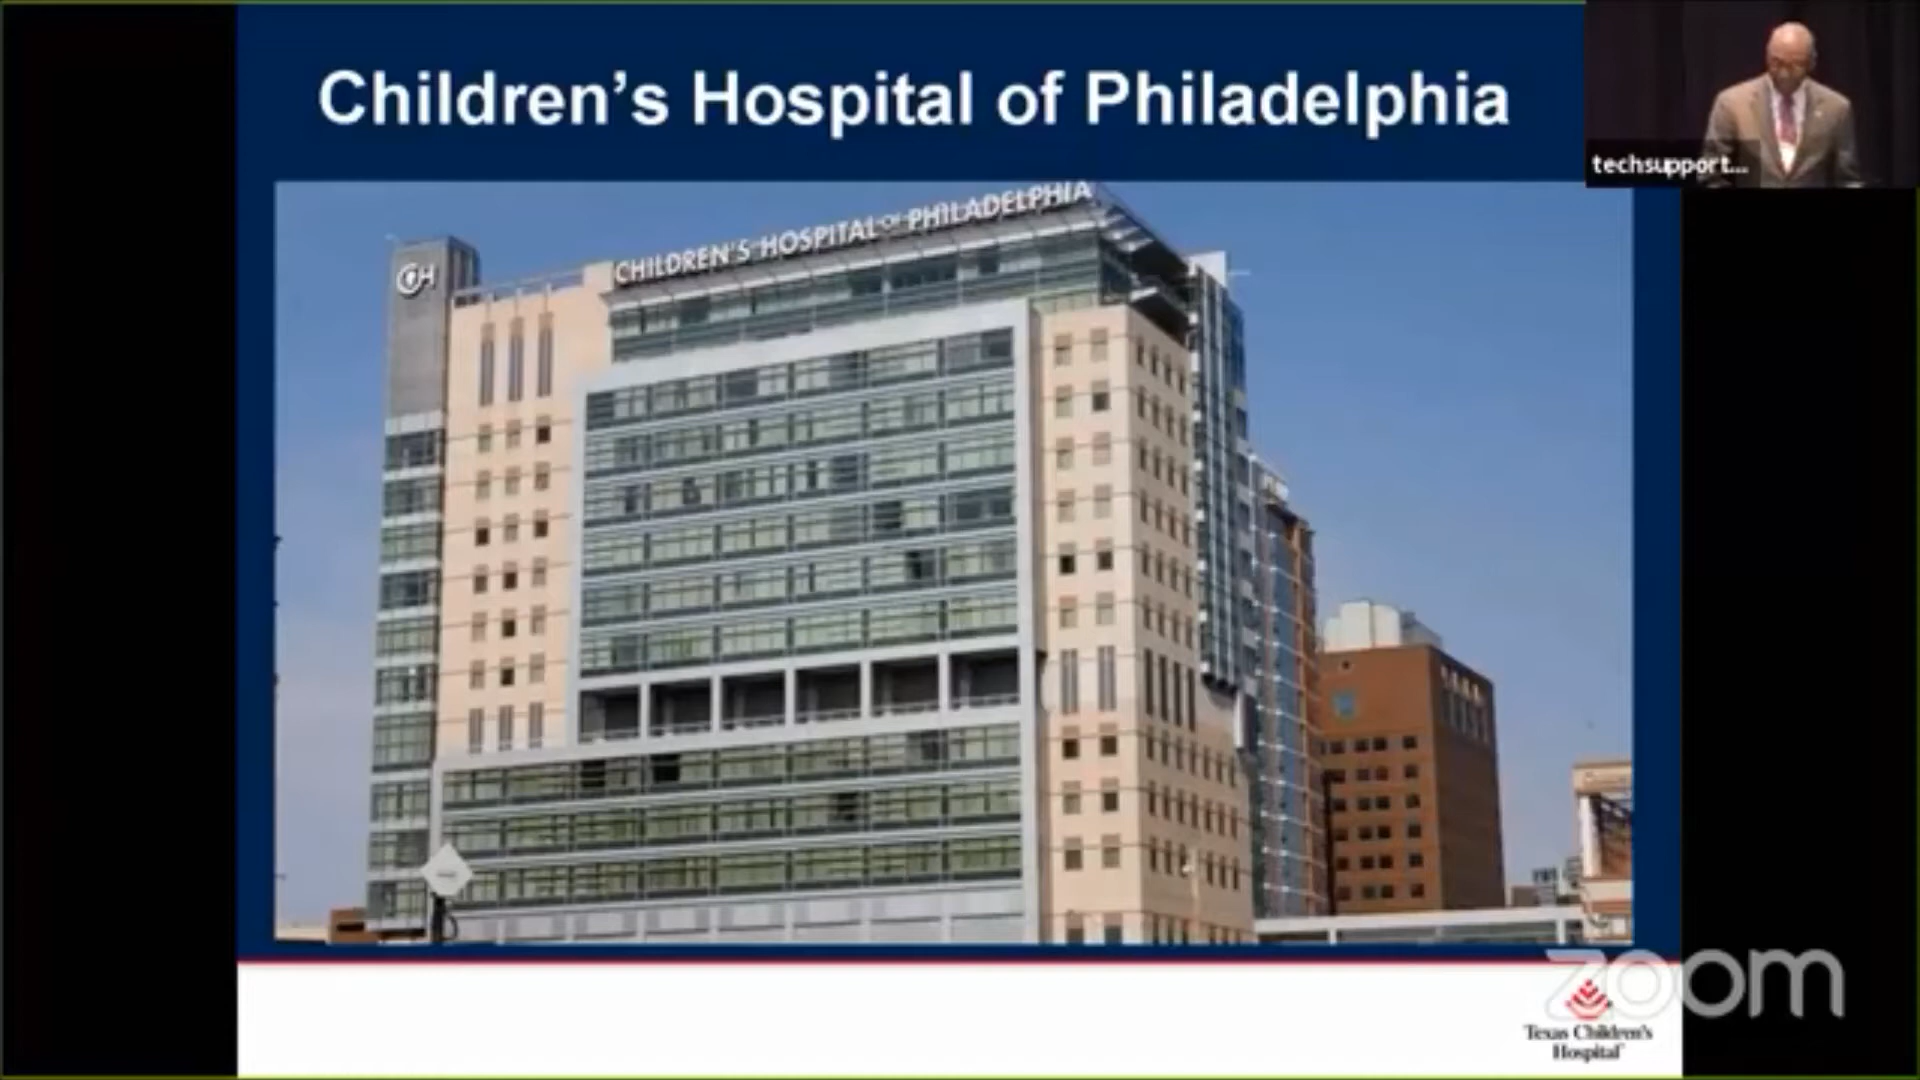 Children's Hospital of Philadelphia
techsupport...
CHILDREN'S HOSPITAL OF PHILADELPHIA
CH
zoom
Texas Children's
Hospital